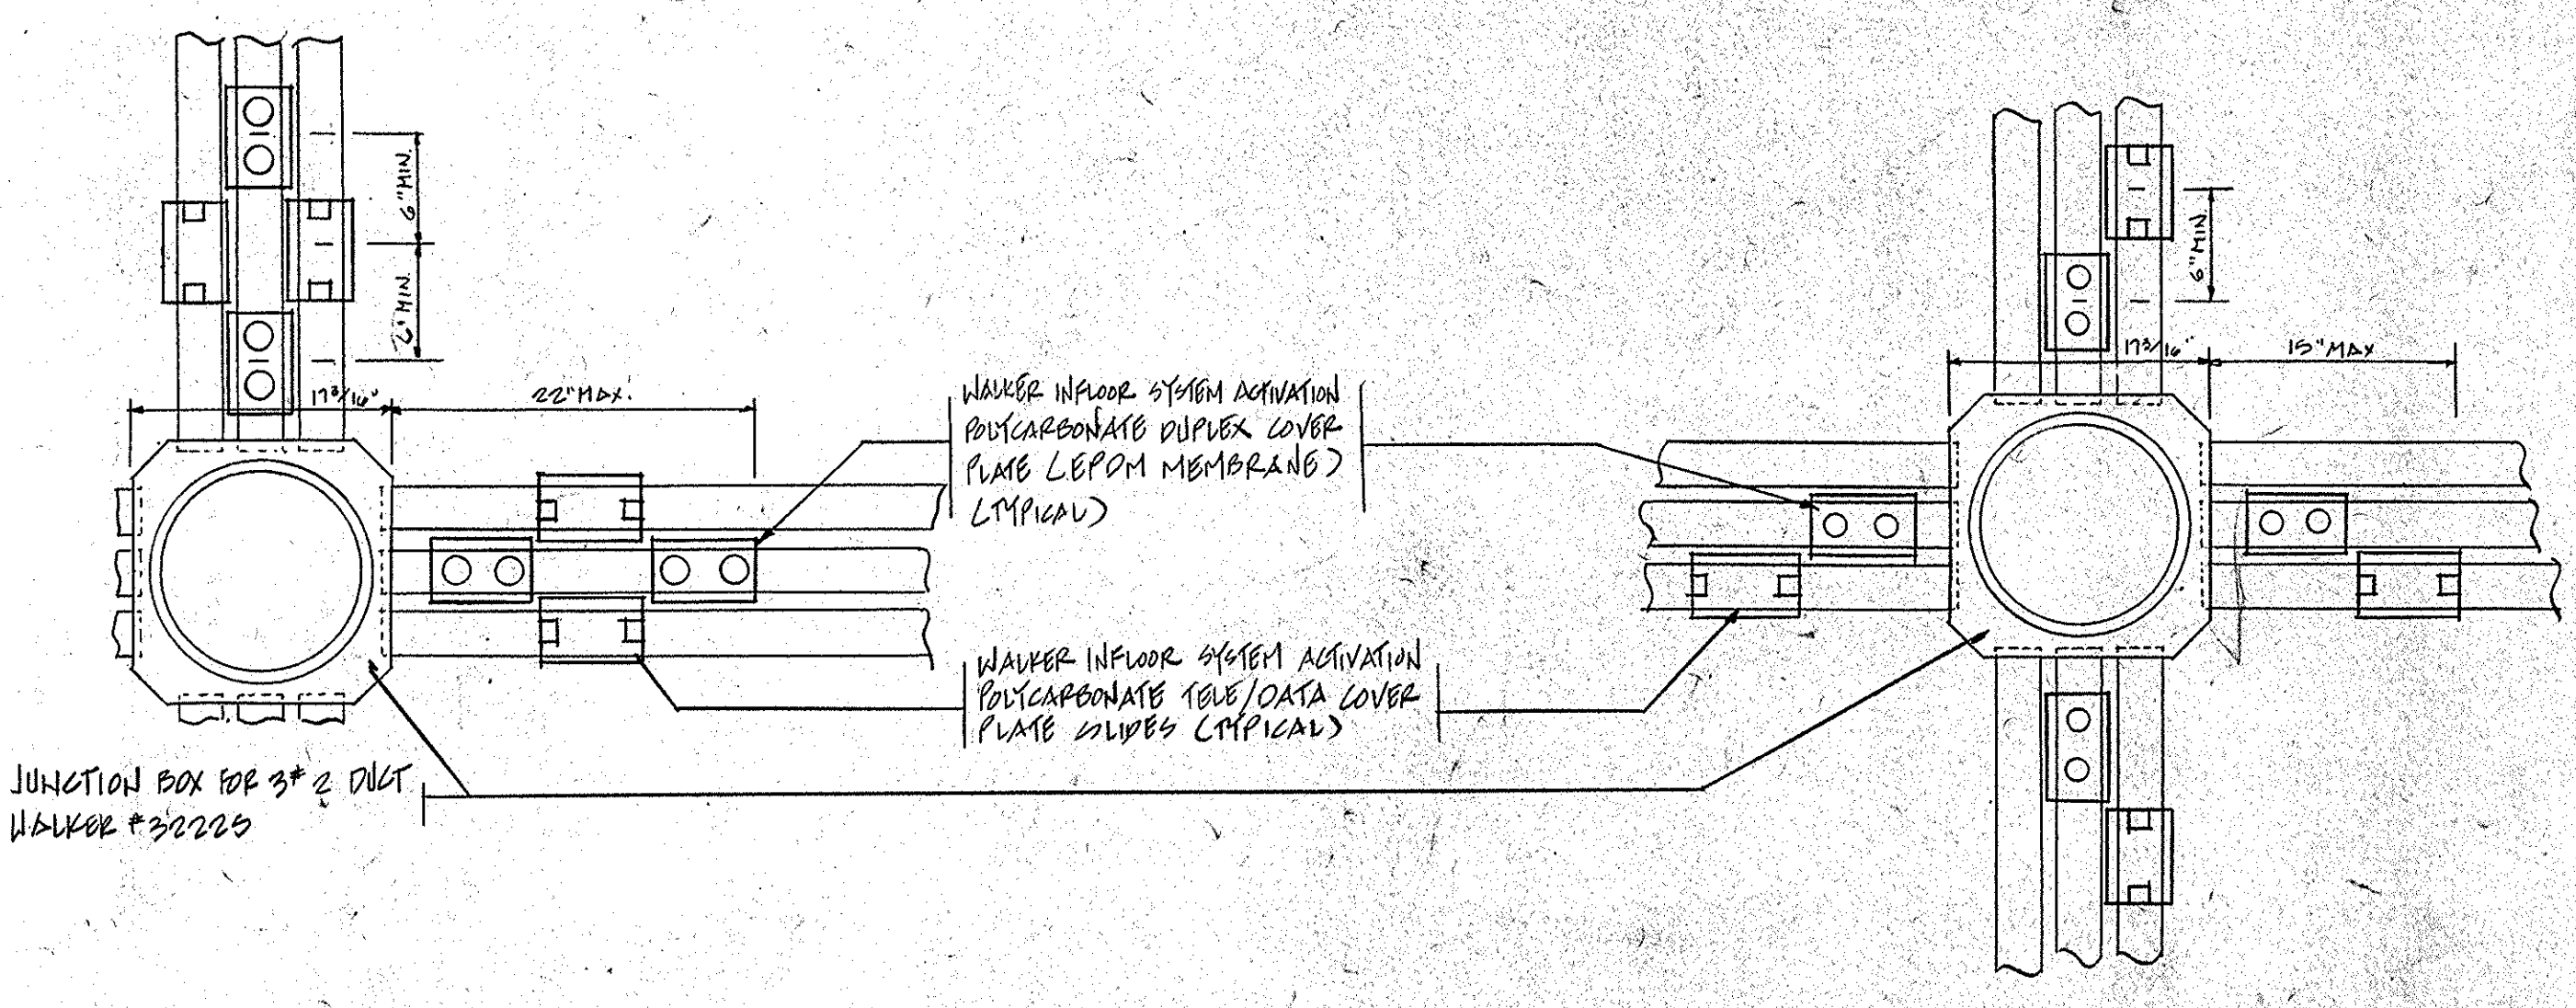 6"MIN.
6"MIN.
17 3/16"
22"MAX.
WALKER INFLOOR SYSTEM ACTIVATION
POLYCARBONATE DUPLEX COVER
PLATE (EPDM MEMBRANE)
(TYPICAL)
6"MIN
17 3/16"
15"MAX
WALKER INFLOOR SYSTEM ACTIVATION
POLYCARBONATE TELE/DATA COVER
PLATE SLIDES (TYPICAL)
JUNCTION BOX FOR 3#2 DUCT
WALKER #32225